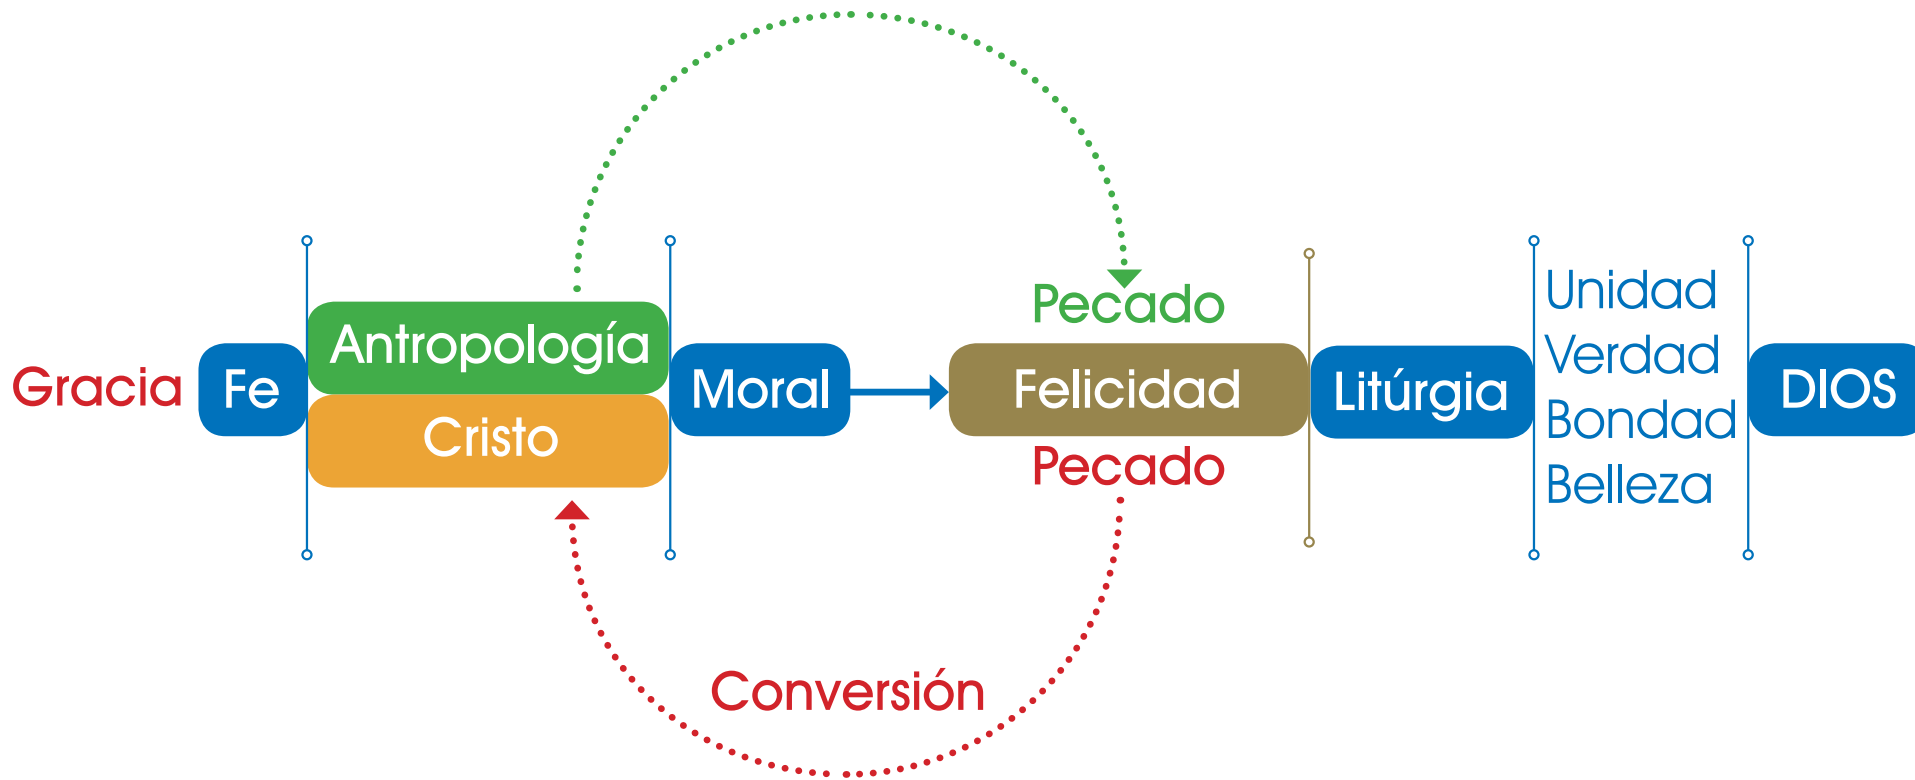 Gracia
Fe
Antropología
Cristo
Moral
Pecado
Felicidad
Pecado
Conversión
Litúrgia
Unidad
Verdad
Bondad
Belleza
DIOS